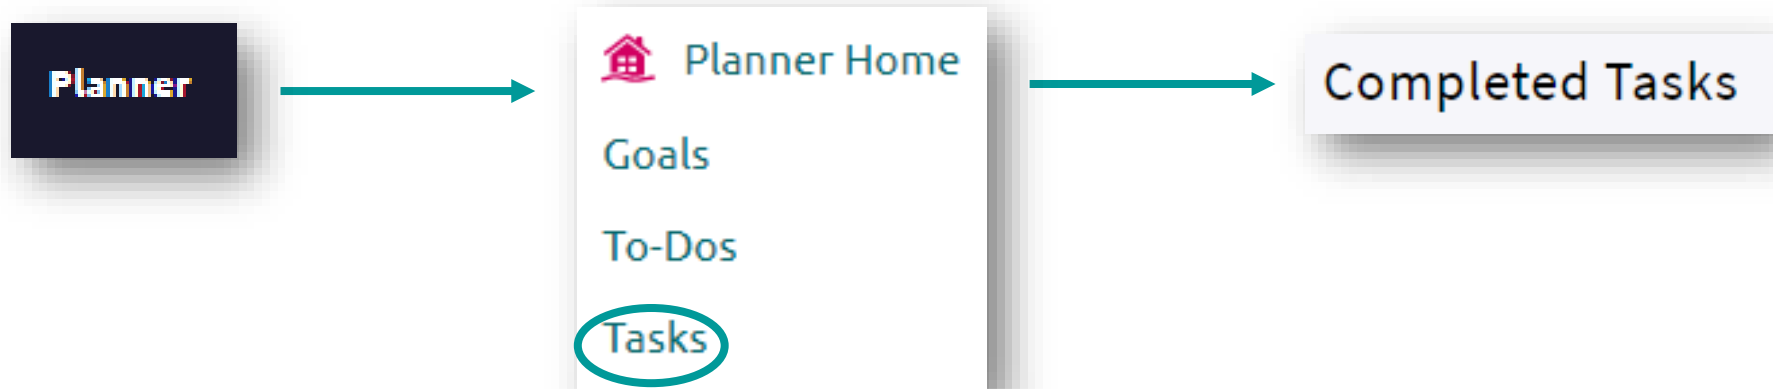 Planner
Planner Home
Goals
To-Dos
Tasks
Completed Tasks